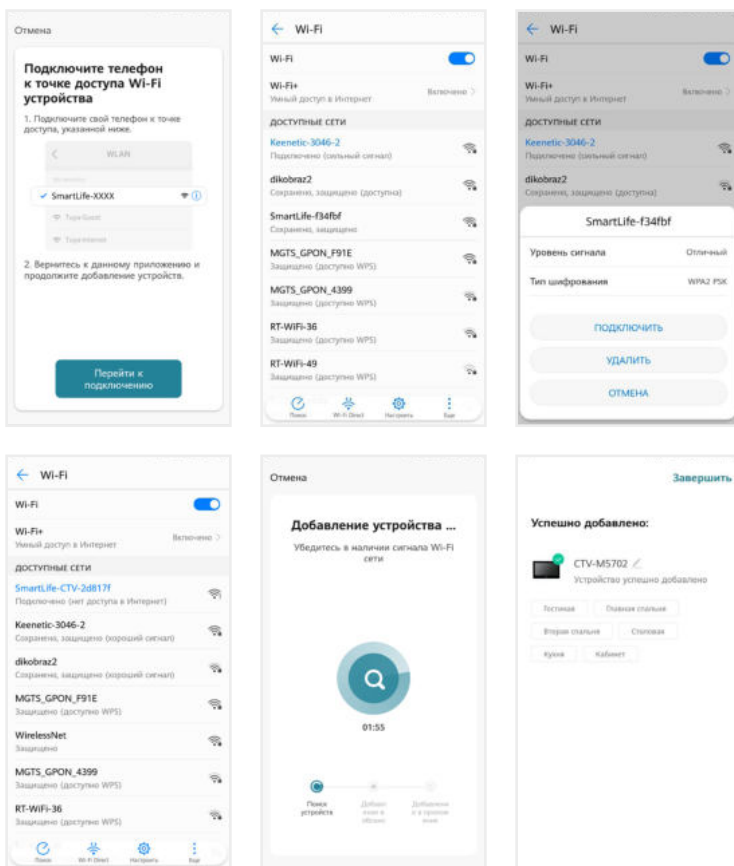 Отмена
Подключите телефон
к точке доступа Wi-Fi
устройства
1. Подключите свой телефон к точке
доступа, указанной ниже.
WLAN
SmartLife-XXXX
Tuya Guest
Tuya Internet
2. Вернитесь к данному приложению и
продолжите добавление устройств.
Перейти к
подключению
Wi-Fi
Wi-Fi
Wi-Fi+
Умный доступ в Интернет
Включено
ДОСТУПНЫЕ СЕТИ
Keenetic-3046-2
Подключено (сильный сигнал)
dikobraz2
Сохранено, защищено (доступна)
SmartLife-f34fbf
Сохранено, защищено
MGTS_GPON_F91E
Защищено (доступно WPS)
MGTS_GPON_4399
Защищено (доступно WPS)
RT-WiFi-36
Защищено (доступно WPS)
RT-WiFi-49
Защищено (доступно WPS)
Поиск Wi-Fi Direct Настроить Еще
Wi-Fi
Wi-Fi
Wi-Fi+
Умный доступ в Интернет
Включено
ДОСТУПНЫЕ СЕТИ
Keenetic-3046-2
Подключено (сильный сигнал)
dikobraz2
Сохранено, защищено (доступна)
SmartLife-f34fbf
Уровень сигнала Отличный
Тип шифрования WPA2 PSK
ПОДКЛЮЧИТЬ
УДАЛИТЬ
ОТМЕНА
Wi-Fi
Wi-Fi
Wi-Fi+
Умный доступ в Интернет
Включено
ДОСТУПНЫЕ СЕТИ
SmartLife-CTV-2d817f
Подключено (нет доступа в Интернет)
Keenetic-3046-2
Сохранено, защищено (хороший сигнал)
dikobraz2
Сохранено, защищено (хороший сигнал)
MGTS_GPON_F91E
Защищено (доступно WPS)
WirelessNet
Защищено
MGTS_GPON_4399
Защищено (доступно WPS)
RT-WiFi-36
Защищено (доступно WPS)
Поиск Wi-Fi Direct Настроить Еще
Отмена
Добавление устройства ...
Убедитесь в наличии сигнала Wi-Fi
сети
01:55
Поиск
устройств
Завершить
Успешно добавлено:
CTV-M5702
Устройство успешно добавлено
Гостиная Главная спальня
Вторая спальня Столовая
Кухня Кабинет